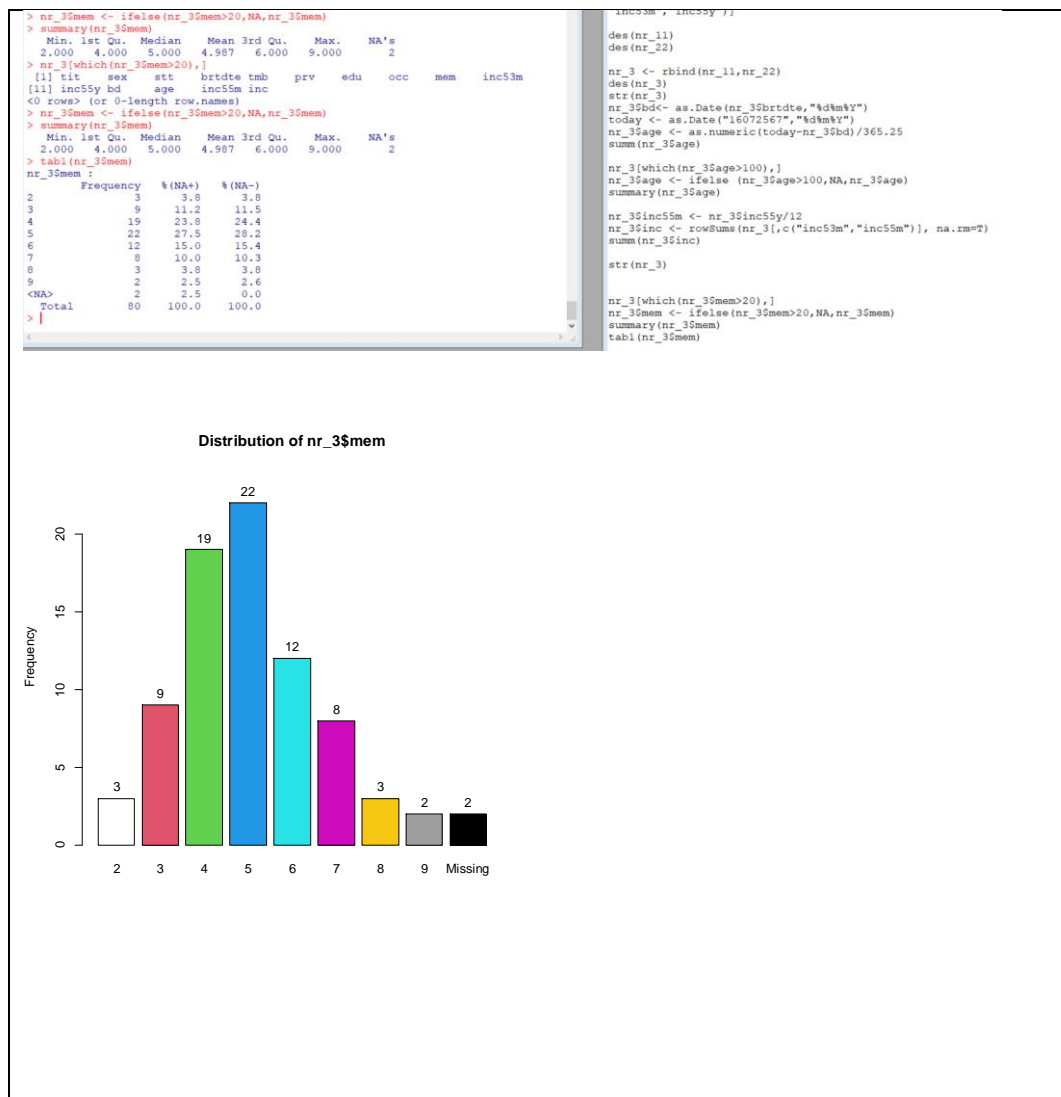 > nr_3$mem <- ifelse(nr_3$mem>20,NA,nr_3$mem)
> summary(nr_3$mem)
   Min. 1st Qu.  Median    Mean 3rd Qu.    Max.    NA's
  2.000   4.000   5.000   4.987   6.000   9.000       2
> nr_3[which(nr_3$mem>20),]
 [1] tit    sex    stt    brtdte tmb    prv    edu    occ    mem    inc53m
[11] inc55y bd     age    inc55m inc
<0 rows> (or 0-length row.names)
> nr_3$mem <- ifelse(nr_3$mem>20,NA,nr_3$mem)
> summary(nr_3$mem)
   Min. 1st Qu.  Median    Mean 3rd Qu.    Max.    NA's
  2.000   4.000   5.000   4.987   6.000   9.000       2
> tab1(nr_3$mem)
nr_3$mem :
        Frequency   %(NA+)   %(NA-)
2               3      3.8      3.8
3               9     11.2     11.5
4              19     23.8     24.4
5              22     27.5     28.2
6              12     15.0     15.4
7               8     10.0     10.3
8               3      3.8      3.8
9               2      2.5      2.6
<NA>            2      2.5      0.0
  Total        80    100.0    100.0
>
"inc53m","inc55y")]
des(nr_11)
des(nr_22)
nr_3 <- rbind(nr_11,nr_22)
des(nr_3)
str(nr_3)
nr_3$bd<- as.Date(nr_3$brtdte,"%d%m%Y")
today <- as.Date("16072567","%d%m%Y")
nr_3$age <- as.numeric(today-nr_3$bd)/365.25
summ(nr_3$age)
nr_3[which(nr_3$age>100),]
nr_3$age <- ifelse (nr_3$age>100,NA,nr_3$age)
summary(nr_3$age)
nr_3$inc55m <- nr_3$inc55y/12
nr_3$inc <- rowSums(nr_3[,c("inc53m","inc55m")], na.rm=T)
summ(nr_3$inc)
str(nr_3)
nr_3[which(nr_3$mem>20),]
nr_3$mem <- ifelse(nr_3$mem>20,NA,nr_3$mem)
summary(nr_3$mem)
tab1(nr_3$mem)
Distribution of nr_3$mem
Frequency
20
15
10
5
0
3
9
19
22
12
8
3
2
2
2 3 4 5 6 7 8 9 Missing